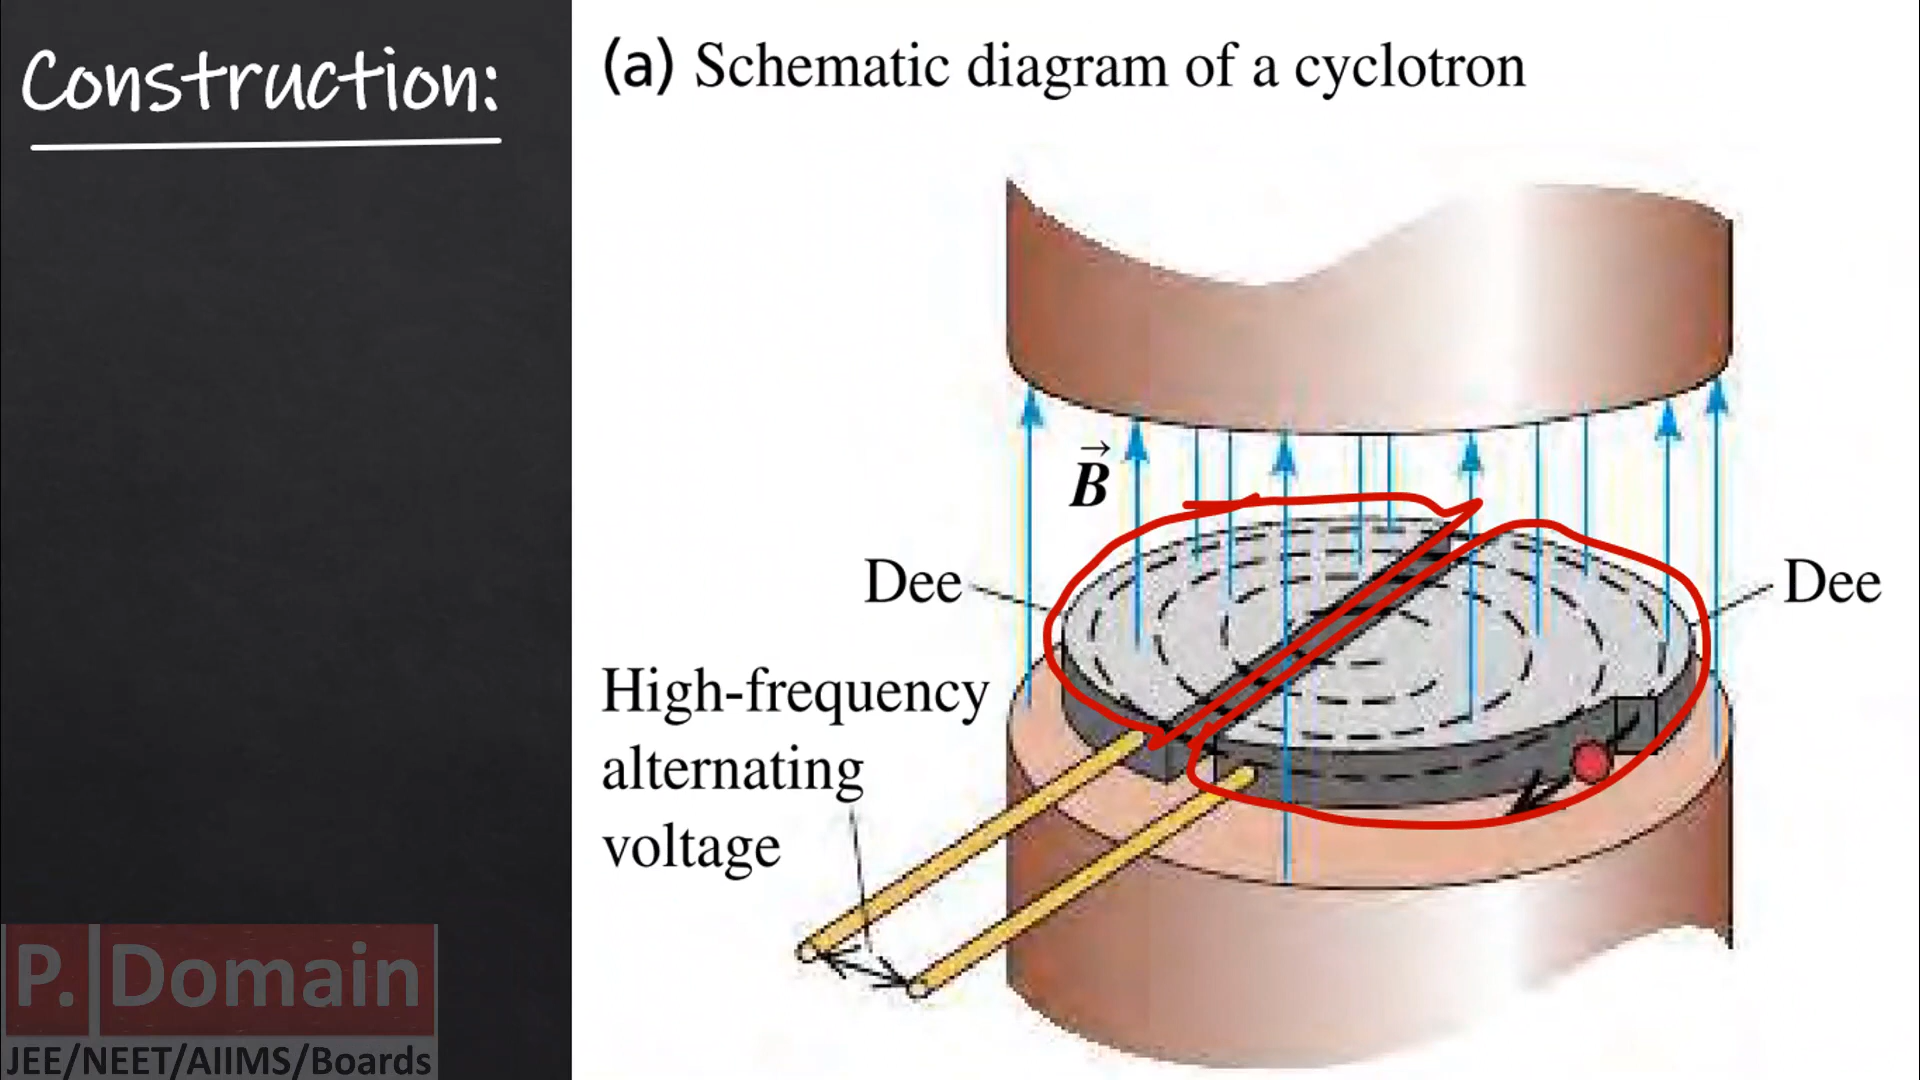 Construction:
(a) Schematic diagram of a cyclotron
B
Dee
Dee
High-frequency
alternating
voltage
P. Domain
JEE/NEET/AIIMS/Boards